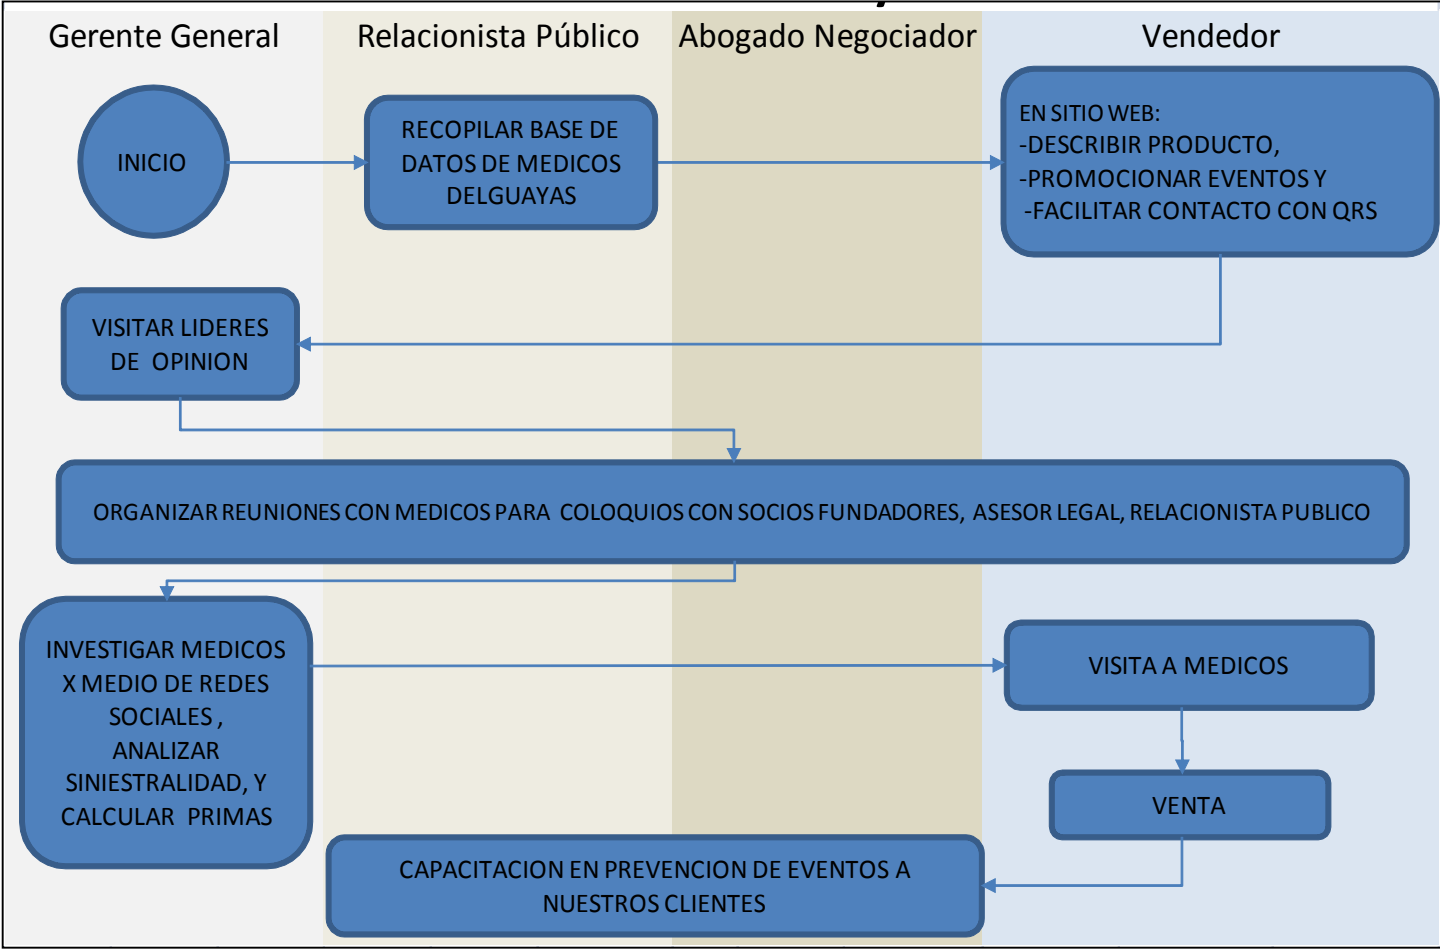 Gerente General
Relacionista Público
Abogado Negociador
Vendedor
INICIO
RECOPILAR BASE DE
DATOS DE MEDICOS
DELGUAYAS
EN SITIO WEB:
-DESCRIBIR PRODUCTO,
-PROMOCIONAR EVENTOS Y
-FACILITAR CONTACTO CON QRS
VISITAR LIDERES
DE OPINION
ORGANIZAR REUNIONES CON MEDICOS PARA COLOQUIOS CON SOCIOS FUNDADORES, ASESOR LEGAL, RELACIONISTA PUBLICO
INVESTIGAR MEDICOS
X MEDIO DE REDES
SOCIALES ,
ANALIZAR
SINIESTRALIDAD, Y
CALCULAR PRIMAS
VISITA A MEDICOS
VENTA
CAPACITACION EN PREVENCION DE EVENTOS A
NUESTROS CLIENTES